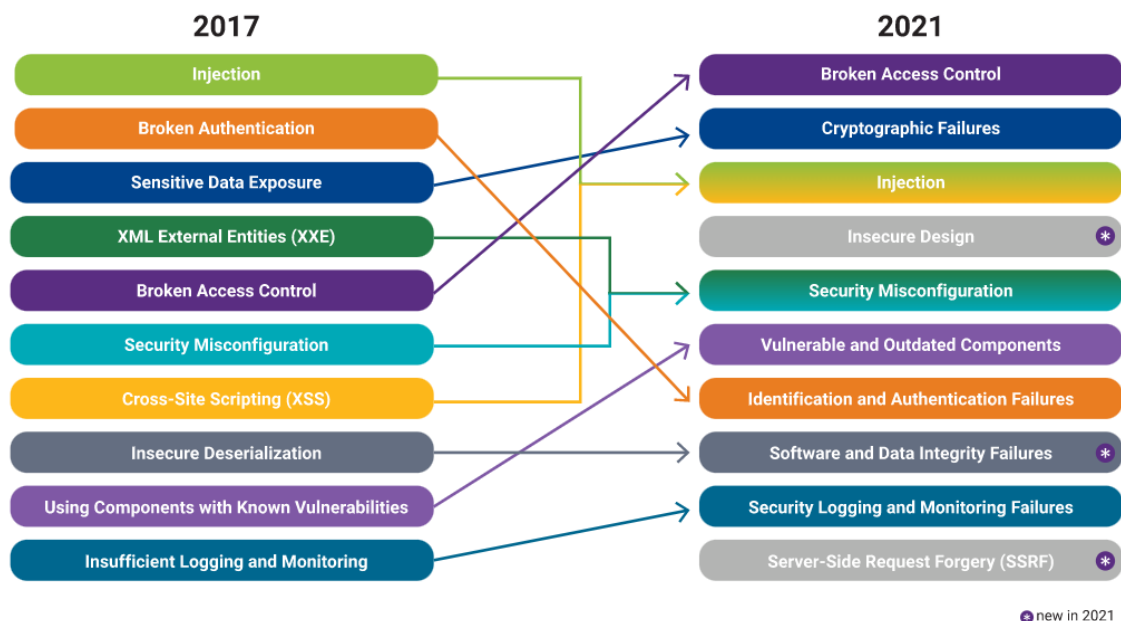 2017
2021
Injection
Broken Access Control
Broken Authentication
Cryptographic Failures
Sensitive Data Exposure
Injection
XML External Entities (XXE)
Insecure Design
Broken Access Control
Security Misconfiguration
Security Misconfiguration
Vulnerable and Outdated Components
Cross-Site Scripting (XSS)
Identification and Authentication Failures
Insecure Deserialization
Software and Data Integrity Failures
Using Components with Known Vulnerabilities
Security Logging and Monitoring Failures
Insufficient Logging and Monitoring
Server-Side Request Forgery (SSRF)
new in 2021